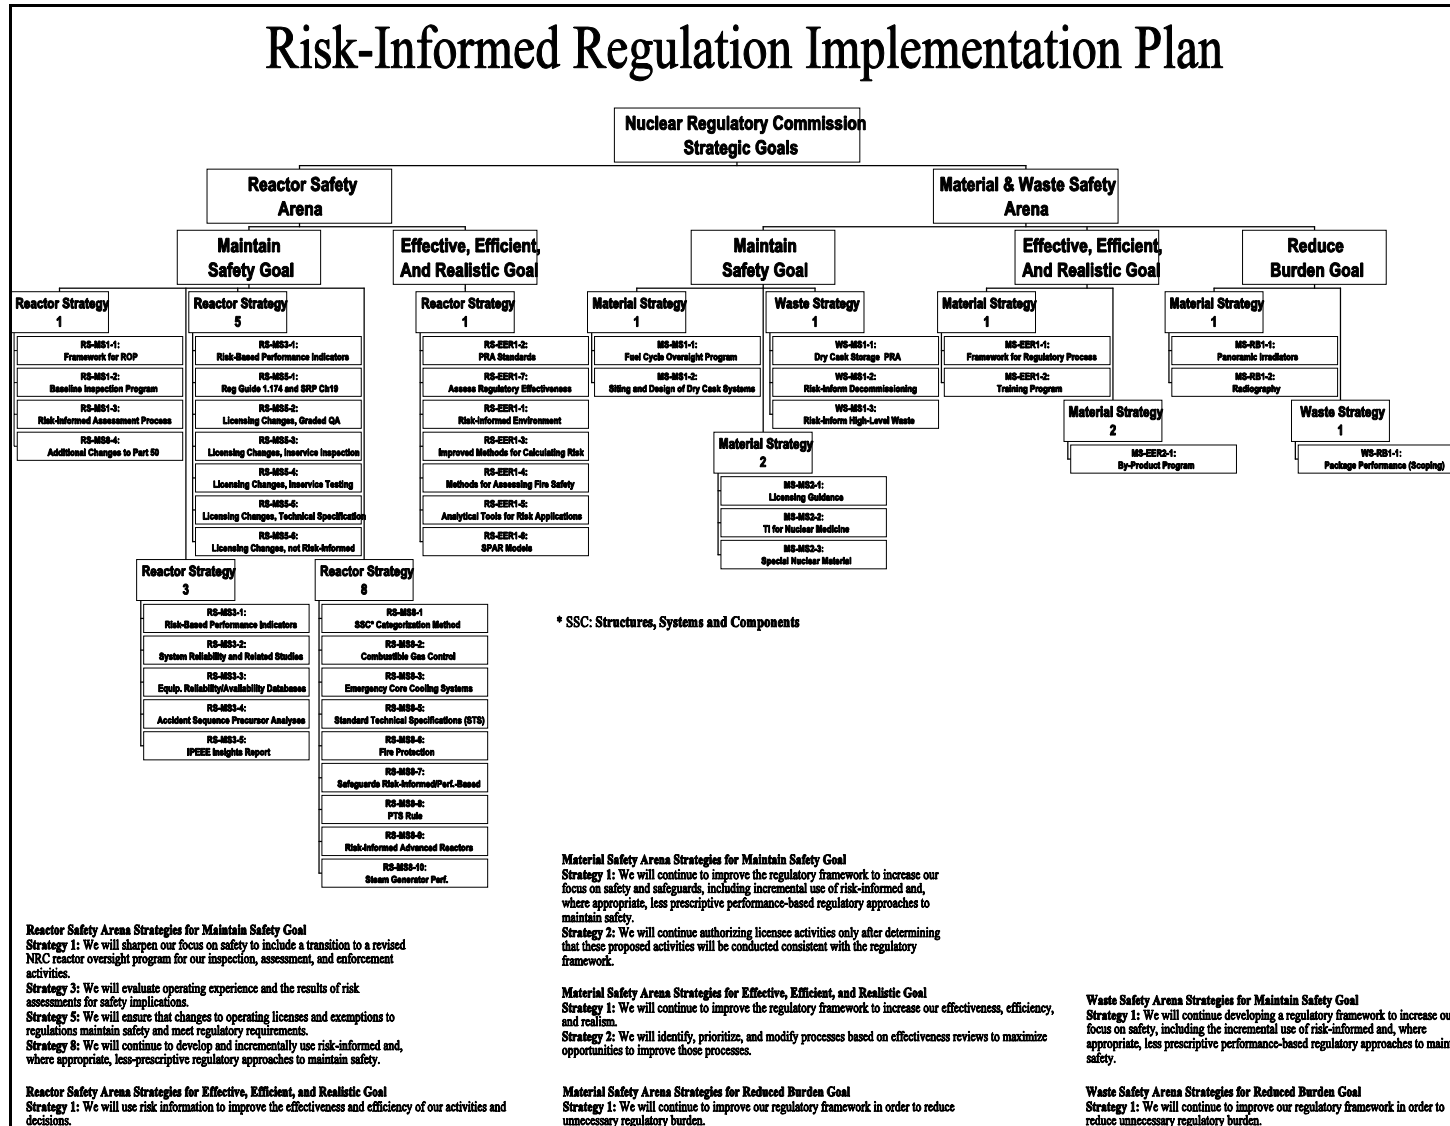 Risk-Informed Regulation Implementation Plan
Nuclear Regulatory Commission
Strategic Goals
Reactor Safety
Arena
Maintain
Safety Goal
Reactor Strategy
1
RS-MS1-1:
Framework for ROP
RS-MS1-2:
Baseline Inspection Program
RS-MS1-3:
Risk-Informed Assessment Process
RS-MS8-4:
Additional Changes to Part 50
Reactor Strategy
5
RS-MS3-1:
Risk-Based Performance Indicators
RS-MS5-1:
Reg Guide 1.174 and SRP Ch19
RS-MS5-2:
Licensing Changes, Graded QA
RS-MS5-3:
Licensing Changes, Inservice Inspection
RS-MS5-4:
Licensing Changes, Inservice Testing
RS-MS5-5:
Licensing Changes, Technical Specification
RS-MS5-6:
Licensing Changes, not Risk-Informed
Reactor Strategy
3
RS-MS3-1:
Risk-Based Performance Indicators
RS-MS3-2:
System Reliability and Related Studies
RS-MS3-3:
Equip. Reliability/Availability Databases
RS-MS3-4:
Accident Sequence Precursor Analyses
RS-MS3-5:
IPEEE Insights Report
Reactor Strategy
8
RS-MS8-1
SSC* Categorization Method
RS-MS8-2:
Combustible Gas Control
RS-MS8-3:
Emergency Core Cooling Systems
RS-MS8-5:
Standard Technical Specifications (STS)
RS-MS8-6:
Fire Protection
RS-MS8-7:
Safeguards Risk-Informed/Perf.-Based
RS-MS8-8:
PTS Rule
RS-MS8-9:
Risk-Informed Advanced Reactors
RS-MS8-10:
Steam Generator Perf.
Effective, Efficient,
And Realistic Goal
Reactor Strategy
1
RS-EER1-2:
PRA Standards
RS-EER1-7:
Assess Regulatory Effectiveness
RS-EER1-1:
Risk-Informed Environment
RS-EER1-3:
Improved Methods for Calculating Risk
RS-EER1-4:
Methods for Assessing Fire Safety
RS-EER1-5:
Analytical Tools for Risk Applications
RS-EER1-6:
SPAR Models
Material & Waste Safety
Arena
Maintain
Safety Goal
Material Strategy
1
MS-MS1-1:
Fuel Cycle Oversight Program
MS-MS1-2:
Siting and Design of Dry Cask Systems
Waste Strategy
1
WS-MS1-1:
Dry Cask Storage PRA
WS-MS1-2:
Risk-Inform Decommissioning
WS-MS1-3:
Risk-Inform High-Level Waste
Material Strategy
2
MS-MS2-1:
Licensing Guidance
MS-MS2-2:
TI for Nuclear Medicine
MS-MS2-3:
Special Nuclear Material
Effective, Efficient,
And Realistic Goal
Material Strategy
1
MS-EER1-1:
Framework for Regulatory Process
MS-EER1-2:
Training Program
Material Strategy
2
MS-EER2-1:
By-Product Program
Reduce
Burden Goal
Material Strategy
1
MS-RB1-1:
Panoramic Irradiators
MS-RB1-2:
Radiography
Waste Strategy
1
WS-RB1-1:
Package Performance (Scoping)
* SSC: Structures, Systems and Components
Reactor Safety Arena Strategies for Maintain Safety Goal
Strategy 1: We will sharpen our focus on safety to include a transition to a revised
NRC reactor oversight program for our inspection, assessment, and enforcement
activities.
Strategy 3: We will evaluate operating experience and the results of risk
assessments for safety implications.
Strategy 5: We will ensure that changes to operating licenses and exemptions to
regulations maintain safety and meet regulatory requirements.
Strategy 8: We will continue to develop and incrementally use risk-informed and,
where appropriate, less-prescriptive regulatory approaches to maintain safety.
Reactor Safety Arena Strategies for Effective, Efficient, and Realistic Goal
Strategy 1: We will use risk information to improve the effectiveness and efficiency of our activities and
decisions.
Material Safety Arena Strategies for Maintain Safety Goal
Strategy 1: We will continue to improve the regulatory framework to increase our
focus on safety and safeguards, including incremental use of risk-informed and,
where appropriate, less prescriptive performance-based regulatory approaches to
maintain safety.
Strategy 2: We will continue authorizing licensee activities only after determining
that these proposed activities will be conducted consistent with the regulatory
framework.
Material Safety Arena Strategies for Effective, Efficient, and Realistic Goal
Strategy 1: We will continue to improve the regulatory framework to increase our effectiveness, efficiency,
and realism.
Strategy 2: We will identify, prioritize, and modify processes based on effectiveness reviews to maximize
opportunities to improve those processes.
Material Safety Arena Strategies for Reduced Burden Goal
Strategy 1: We will continue to improve our regulatory framework in order to reduce
unnecessary regulatory burden.
Waste Safety Arena Strategies for Maintain Safety Goal
Strategy 1: We will continue developing a regulatory framework to increase ou
focus on safety, including the incremental use of risk-informed and, where
appropriate, less prescriptive performance-based regulatory approaches to main
safety.
Waste Safety Arena Strategies for Reduced Burden Goal
Strategy 1: We will continue to improve our regulatory framework in order to
reduce unnecessary regulatory burden.